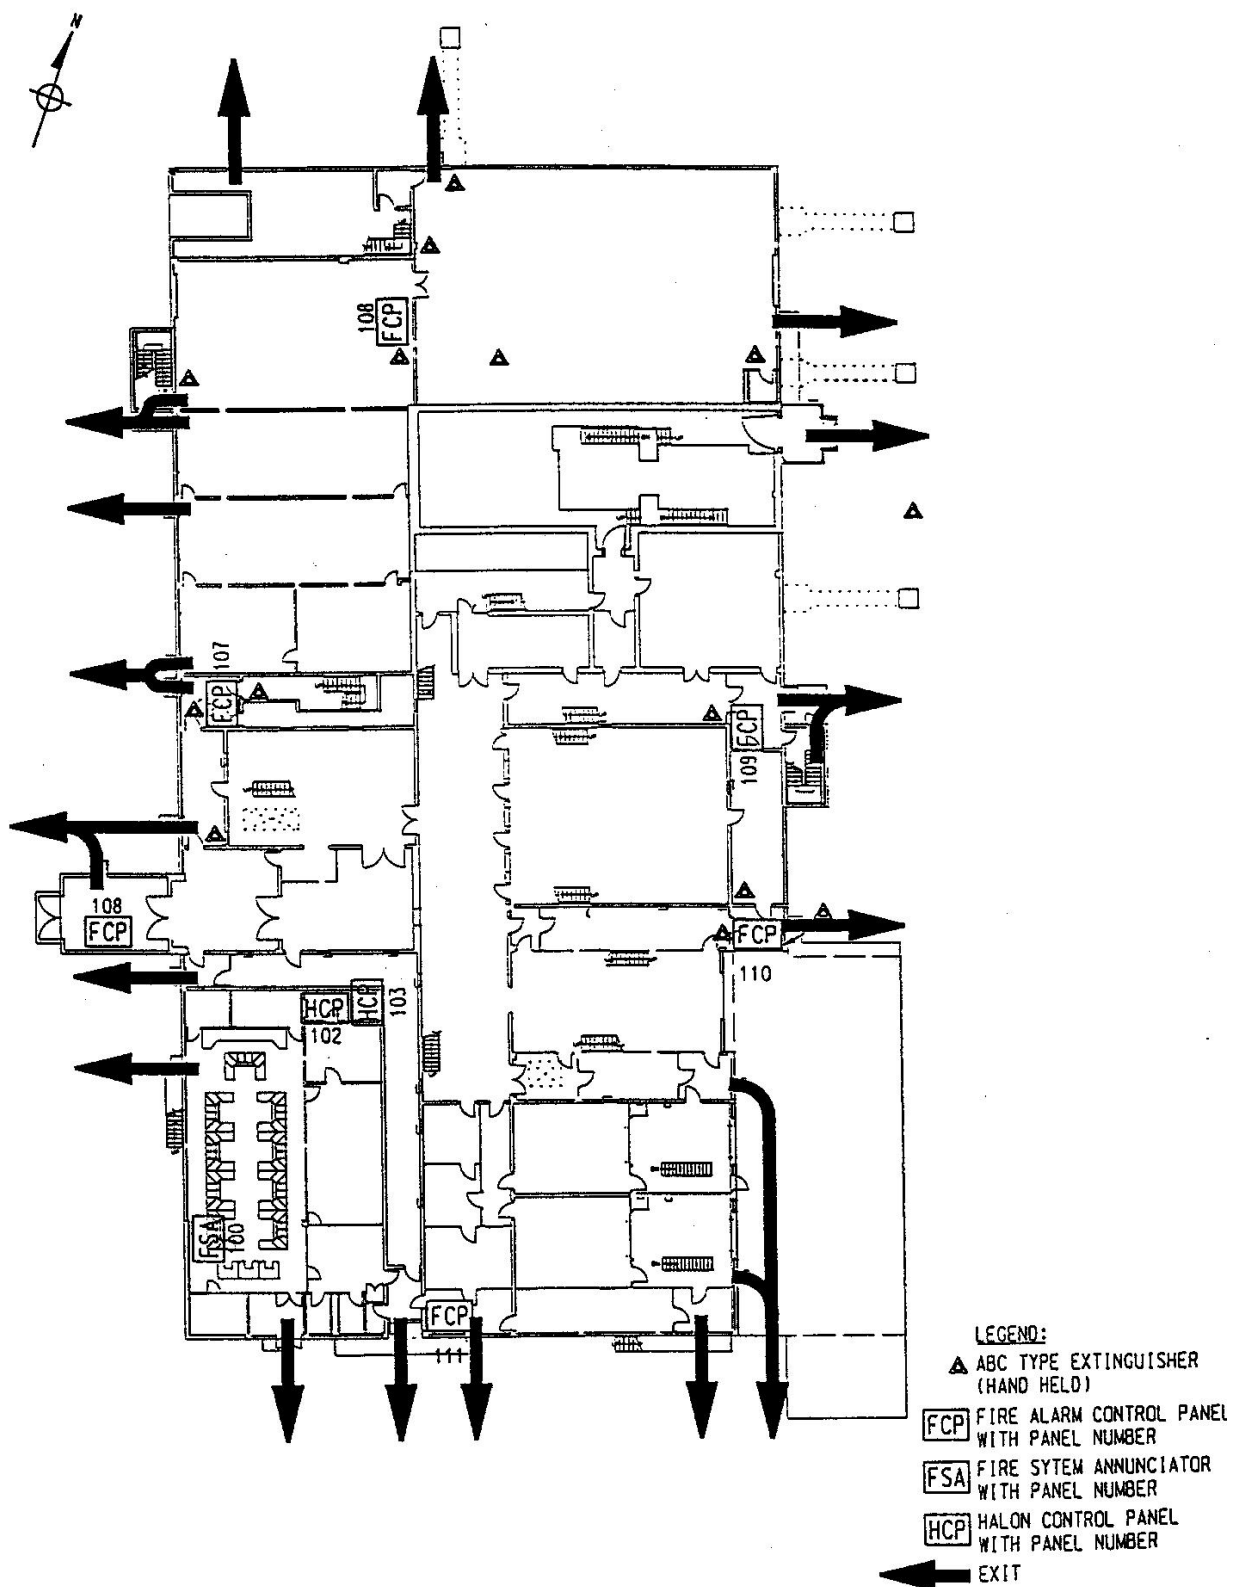 N
108
FCP
107
FCP
FCP
109
108
FCP
FCP
110
HCP
HCP
103
102
FSA
100
FCP
111
LEGEND:
ABC TYPE EXTINGUISHER
(HAND HELD)
FCP FIRE ALARM CONTROL PANEL
WITH PANEL NUMBER
FSA FIRE SYTEM ANNUNCIATOR
WITH PANEL NUMBER
HCP HALON CONTROL PANEL
WITH PANEL NUMBER
EXIT